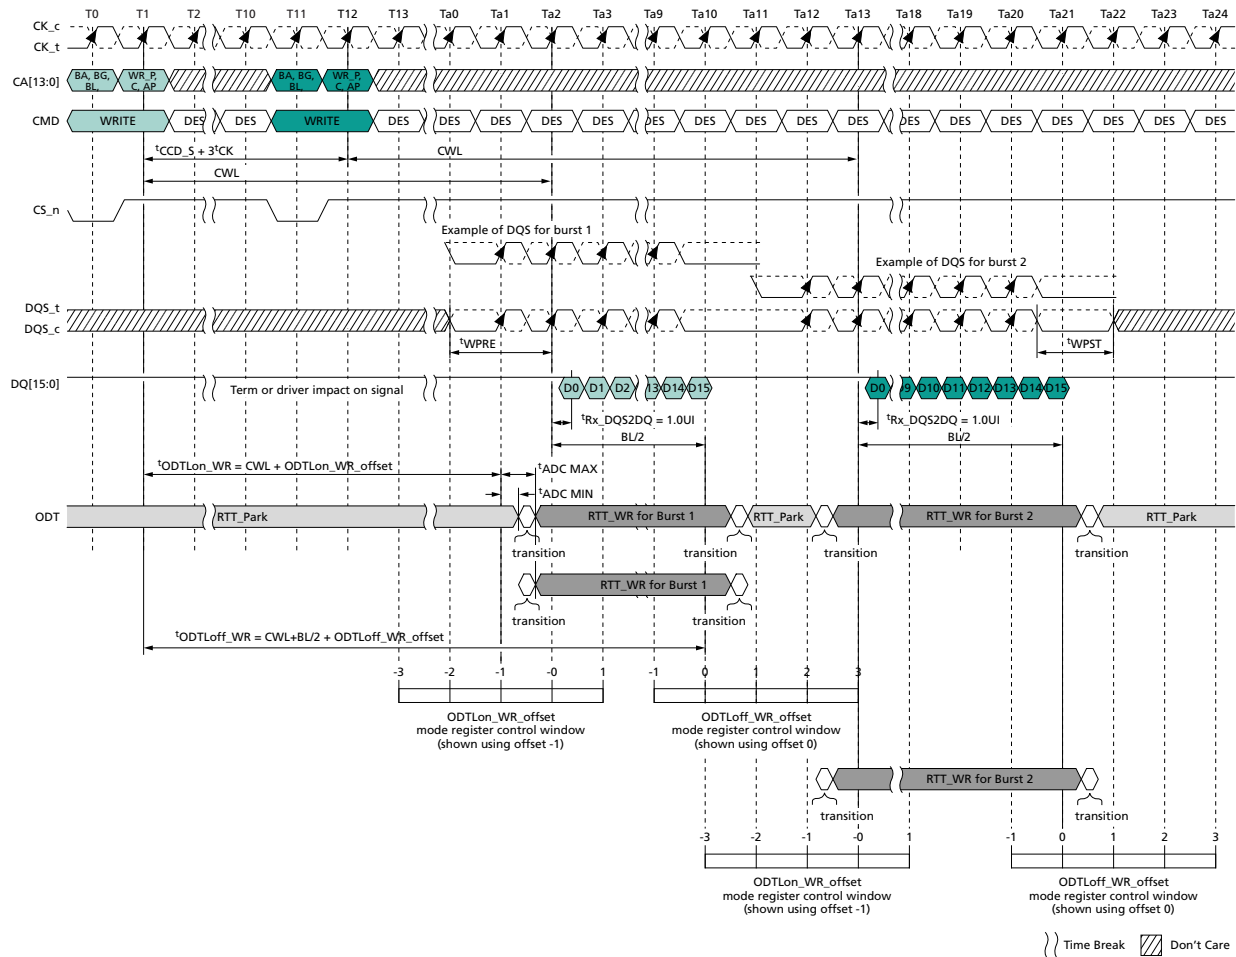 T0 T1 T2 T10 T11 T12 T13 Ta0 Ta1 Ta2 Ta3 Ta9 Ta10 Ta11 Ta12 Ta13 Ta18 Ta19 Ta20 Ta21 Ta22 Ta23 Ta24
CK_c
CK_t
BA, BG, WR_P, BA, BG, WR_P,
CA[13:0]
BL, C, AP BL, C, AP
CMD WRITE DES DES WRITE DES DES DES DES DES DES DES DES DES DES DES DES DES DES DES DES DES
tCCD_S + 3tCK CWL
CWL
CS_n
Example of DQS for burst 1
Example of DQS for burst 2
DQS_t
DQS_c
tWPRE tWPST
DQ[15:0] Term or driver impact on signal D0 D1 D2 13 D14 D15 D0 9 D10 D11 D12 D13 D14 D15
tRx_DQS2DQ = 1.0UI tRx_DQS2DQ = 1.0UI
BL/2 BL/2
tODTLon_WR = CWL + ODTLon_WR_offset tADC MAX
tADC MIN
ODT RTT_Park RTT_WR for Burst 1 RTT_Park RTT_WR for Burst 2 RTT_Park
transition transition transition transition
RTT_WR for Burst 1
transition transition
tODTLoff_WR = CWL+BL/2 + ODTLoff_WR_offset
-3 -2 -1 -0 1 -1 0 1 2 3
ODTLon_WR_offset ODTLoff_WR_offset
mode register control window mode register control window
(shown using offset -1) (shown using offset 0)
RTT_WR for Burst 2
transition transition
-3 -2 -1 -0 1 -1 0 1 2 3
ODTLon_WR_offset ODTLoff_WR_offset
mode register control window mode register control window
(shown using offset -1) (shown using offset 0)
Time Break Don't Care